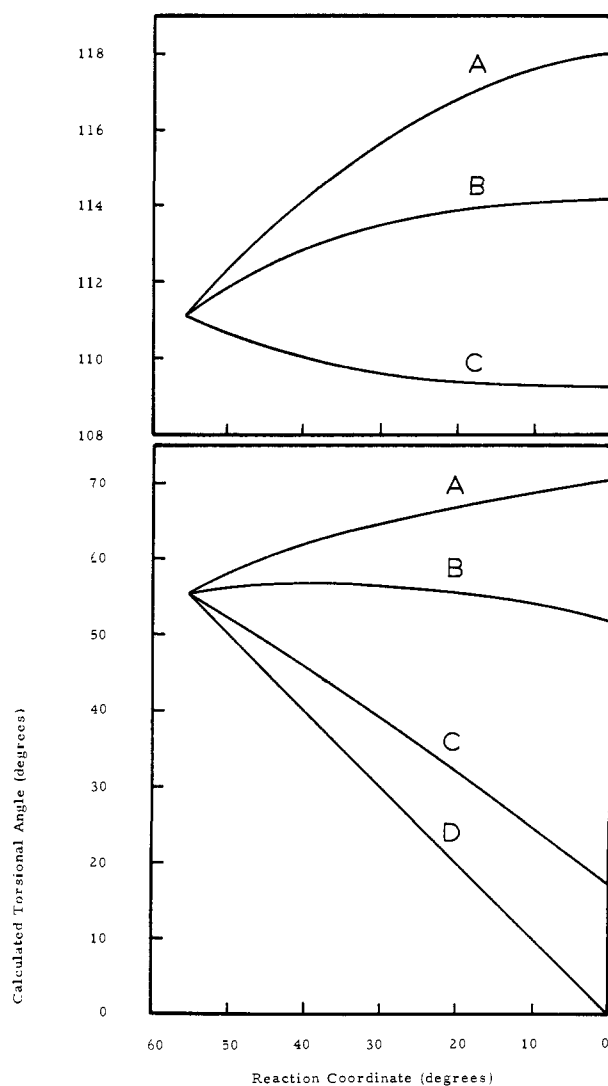 118
116
114
112
110
108
A
B
C
70
60
50
40
30
20
10
0
A
B
C
D
Calculated Torsional Angle (degrees)
60 50 40 30 20 10 0
Reaction Coordinate (degrees)